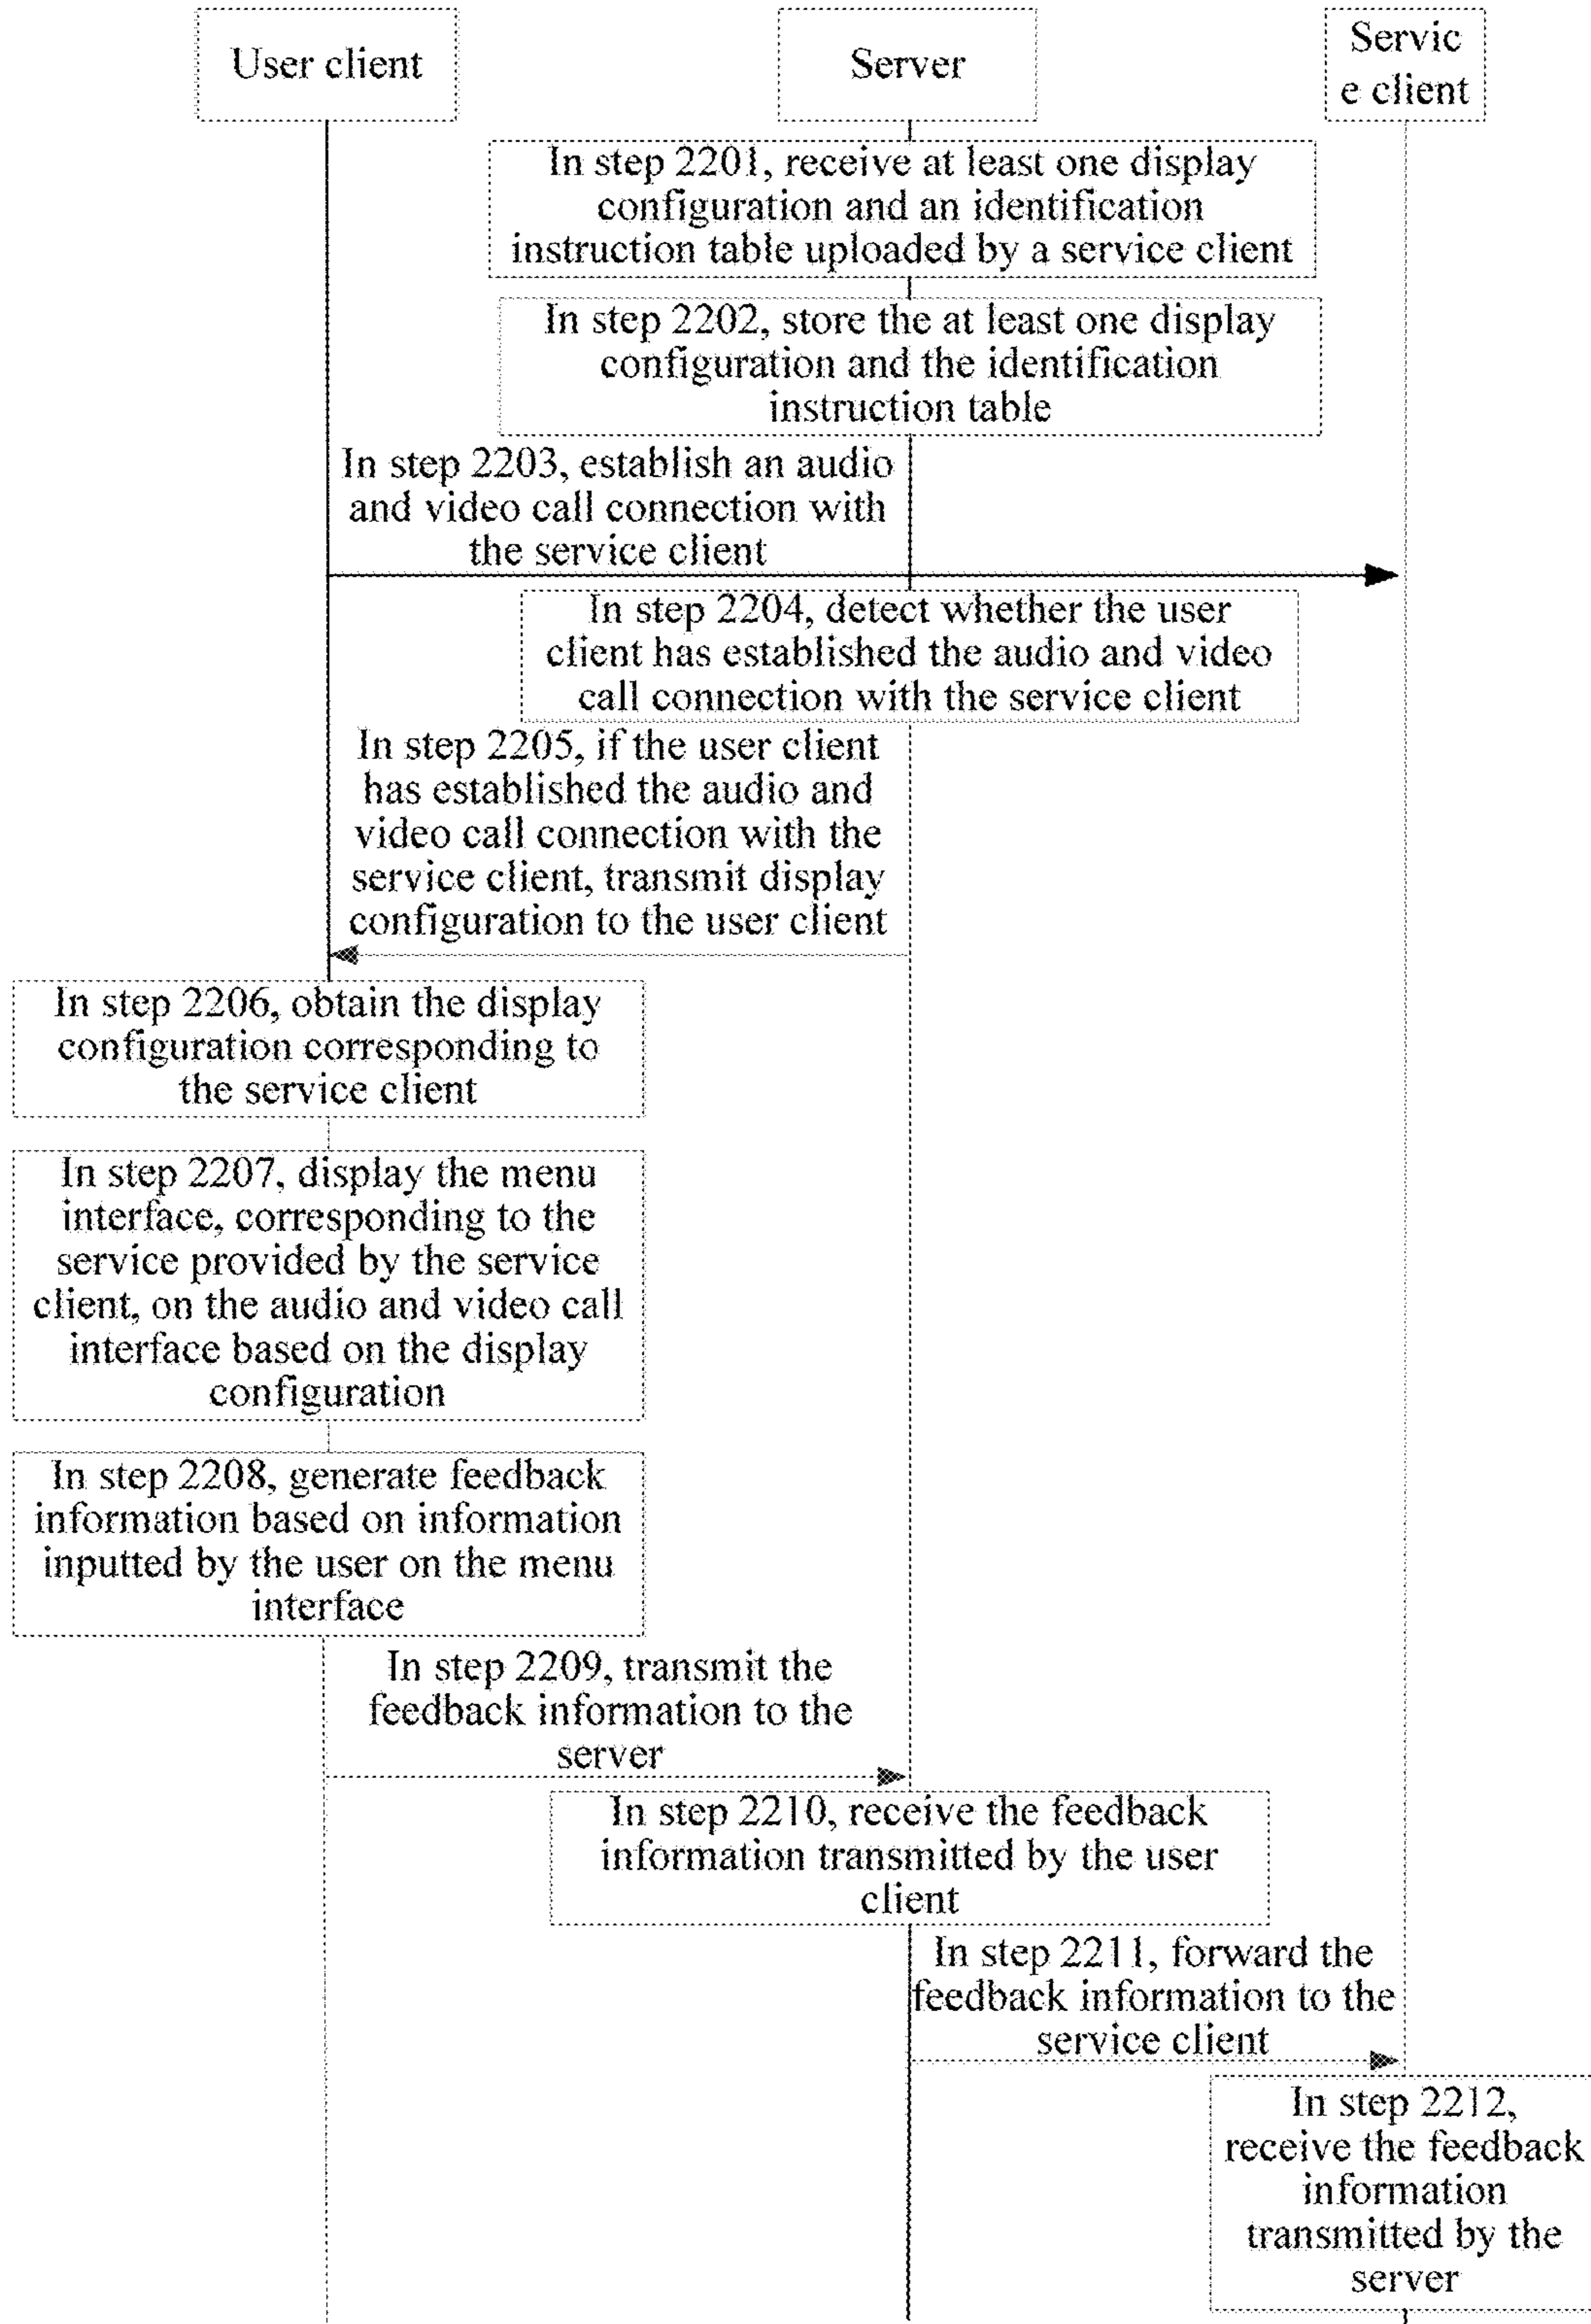 User client
Server
Servic
e client
In step 2201, receive at least one display
configuration and an identification
instruction table uploaded by a service client
In step 2202, store the at least one display
configuration and the identification
instruction table
In step 2203, establish an audio
and video call connection with
the service client
In step 2204, detect whether the user
client has established the audio and video
call connection with the service client
In step 2205, if the user client
has established the audio and
video call connection with the
service client, transmit display
configuration to the user client
In step 2206, obtain the display
configuration corresponding to
the service client
In step 2207, display the menu
interface, corresponding to the
service provided by the service
client, on the audio and video call
interface based on the display
configuration
In step 2208, generate feedback
information based on information
inputted by the user on the menu
interface
In step 2209, transmit the
feedback information to the
server
In step 2210, receive the feedback
information transmitted by the user
client
In step 2211, forward the
feedback information to the
service client
In step 2212,
receive the feedback
information
transmitted by the
server